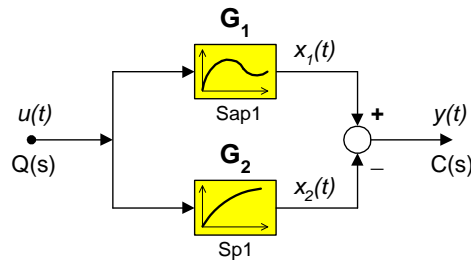 G1
x1(t)
u(t)
Sap1
+
y(t)
Q(s)
G2
C(s)
x2(t)
–
Sp1